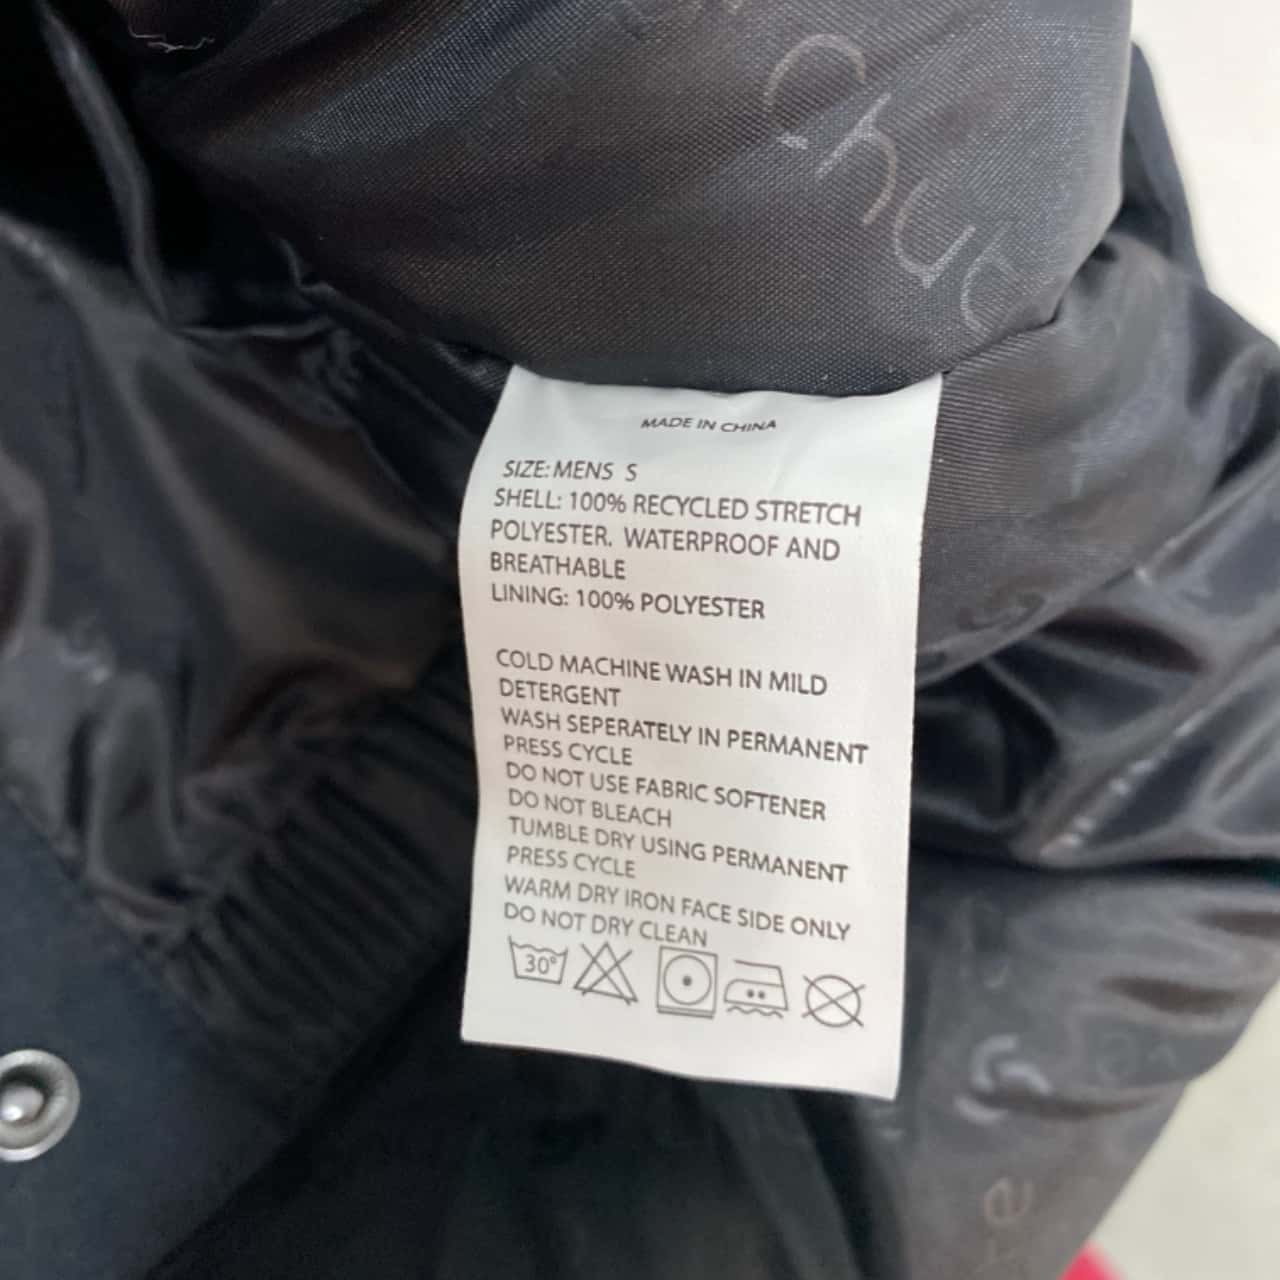 MADE IN CHINA
SIZE: MENS S
SHELL: 100% RECYCLED STRETCH
POLYESTER. WATERPROOF AND
BREATHABLE
LINING: 100% POLYESTER
COLD MACHINE WASH IN MILD
DETERGENT
WASH SEPERATELY IN PERMANENT
PRESS CYCLE
DO NOT USE FABRIC SOFTENER
DO NOT BLEACH
TUMBLE DRY USING PERMANENT
PRESS CYCLE
WARM DRY IRON FACE SIDE ONLY
DO NOT DRY CLEAN
30°